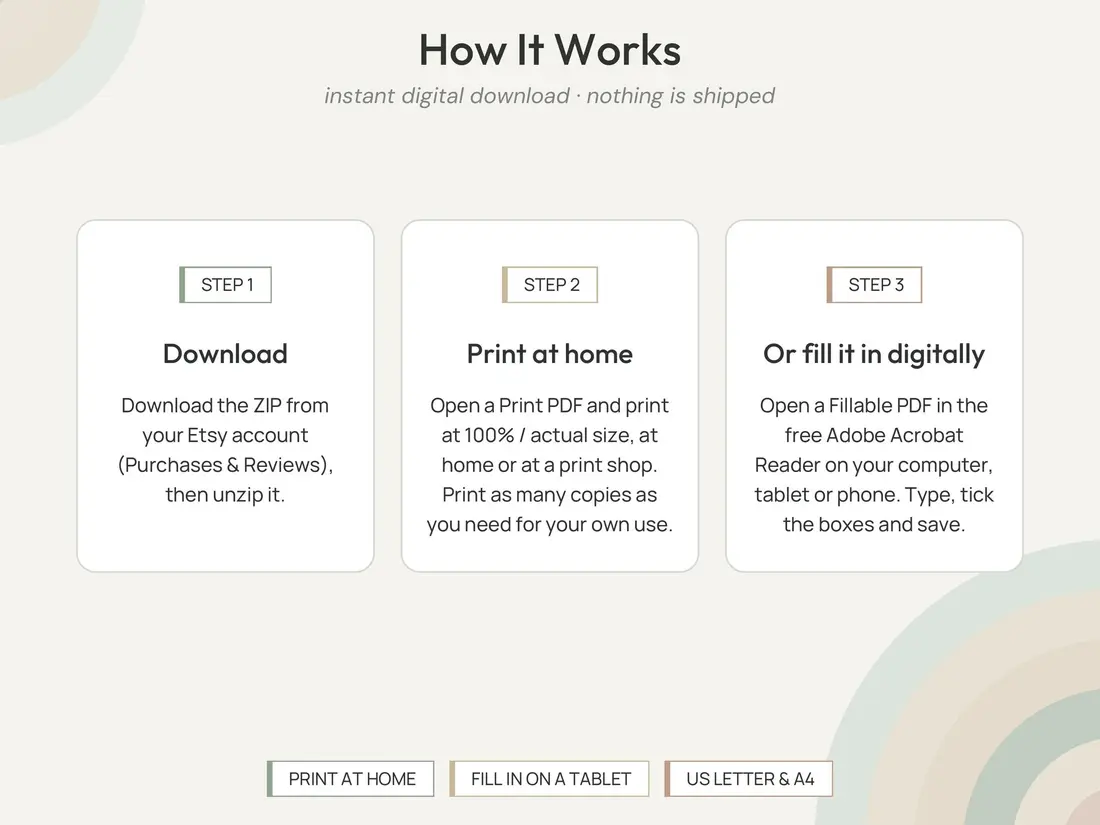 How It Works
instant digital download · nothing is shipped
STEP 1
Download
Download the ZIP from
your Etsy account
(Purchases & Reviews),
then unzip it.
STEP 2
Print at home
Open a Print PDF and print
at 100% / actual size, at
home or at a print shop.
Print as many copies as
you need for your own use.
STEP 3
Or fill it in digitally
Open a Fillable PDF in the
free Adobe Acrobat
Reader on your computer,
tablet or phone. Type, tick
the boxes and save.
PRINT AT HOME
FILL IN ON A TABLET
US LETTER & A4